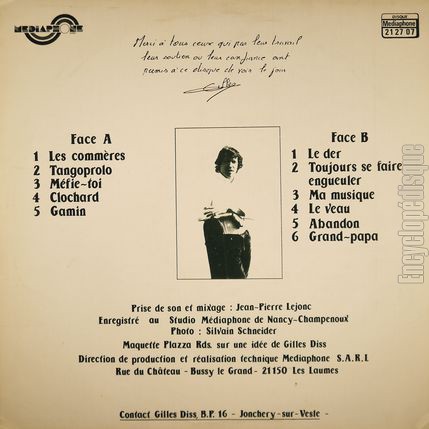 MEDIAPHONE
DISQUE
Mediaphone
21 27 07
Merci à tous ceux qui par leur travail
leur soutien ou leur confiance ont
permis à ce disque de voir le jour
Gilles
Face A
1 Les commères
2 Tangoprolo
3 Méfie-toi
4 Clochard
5 Gamin
Face B
1 Le der
2 Toujours se faire
engueuler
3 Ma musique
4 Le veau
5 Abandon
6 Grand-papa
Encyclopédisque
Prise de son et mixage : Jean-Pierre Lejonc
Enregistré au Studio Médiaphone de Nancy-Champenoux
Photo : Silvain Schneider
Maquette Plazza Rds. sur une idée de Gilles Diss
Direction de production et réalisation technique Mediaphone S.A.R.L
Rue du Château - Bussy le Grand - 21150 Les Laumes
Contact Gilles Diss, B.P. 16 - Jonchery-sur-Vesle -